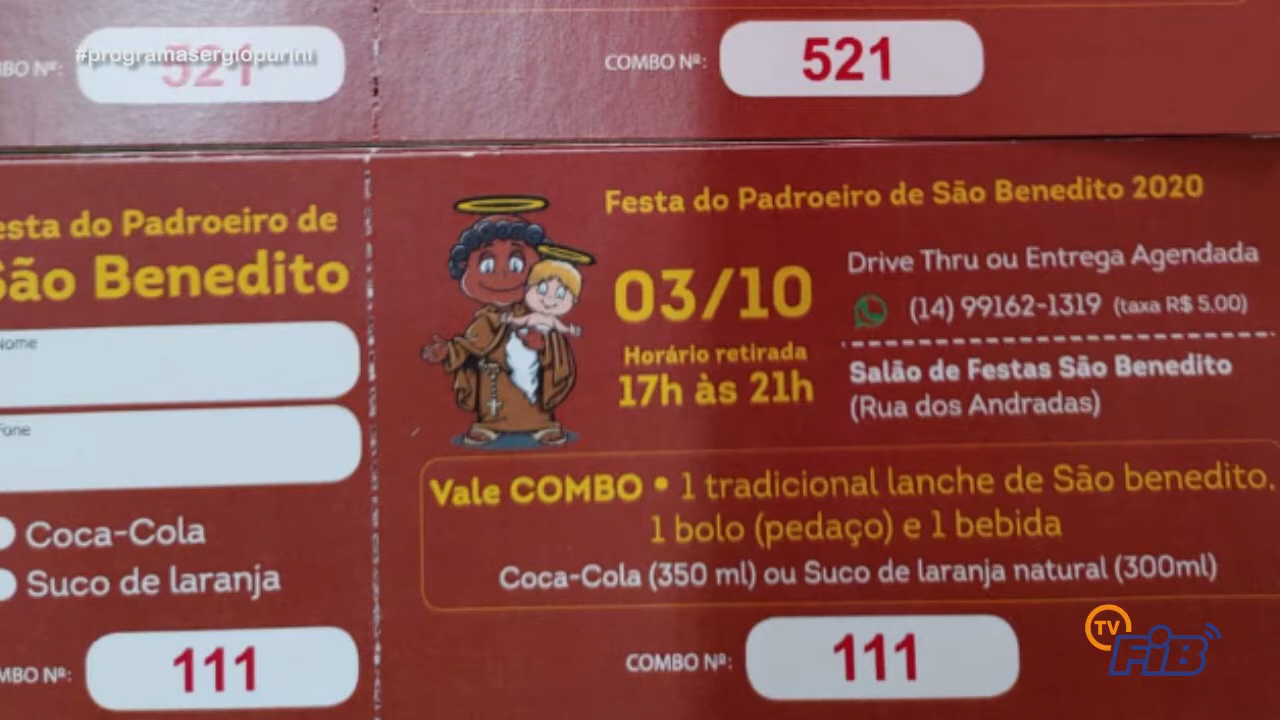 #programasergiopurini
BO Nº:
521
COMBO Nº:
521
esta do Padroeiro de
São Benedito
Nome
Fone
Coca-Cola
Suco de laranja
MBO Nº:
111
Festa do Padroeiro de São Benedito 2020
03/10
Horário retirada
17h às 21h
Drive Thru ou Entrega Agendada
(14) 99162-1319 (taxa R$ 5,00)
Salão de Festas São Benedito
(Rua dos Andradas)
Vale COMBO • 1 tradicional lanche de São benedito,
1 bolo (pedaço) e 1 bebida
Coca-Cola (350 ml) ou Suco de laranja natural (300ml)
COMBO Nº:
111
TV
FiB